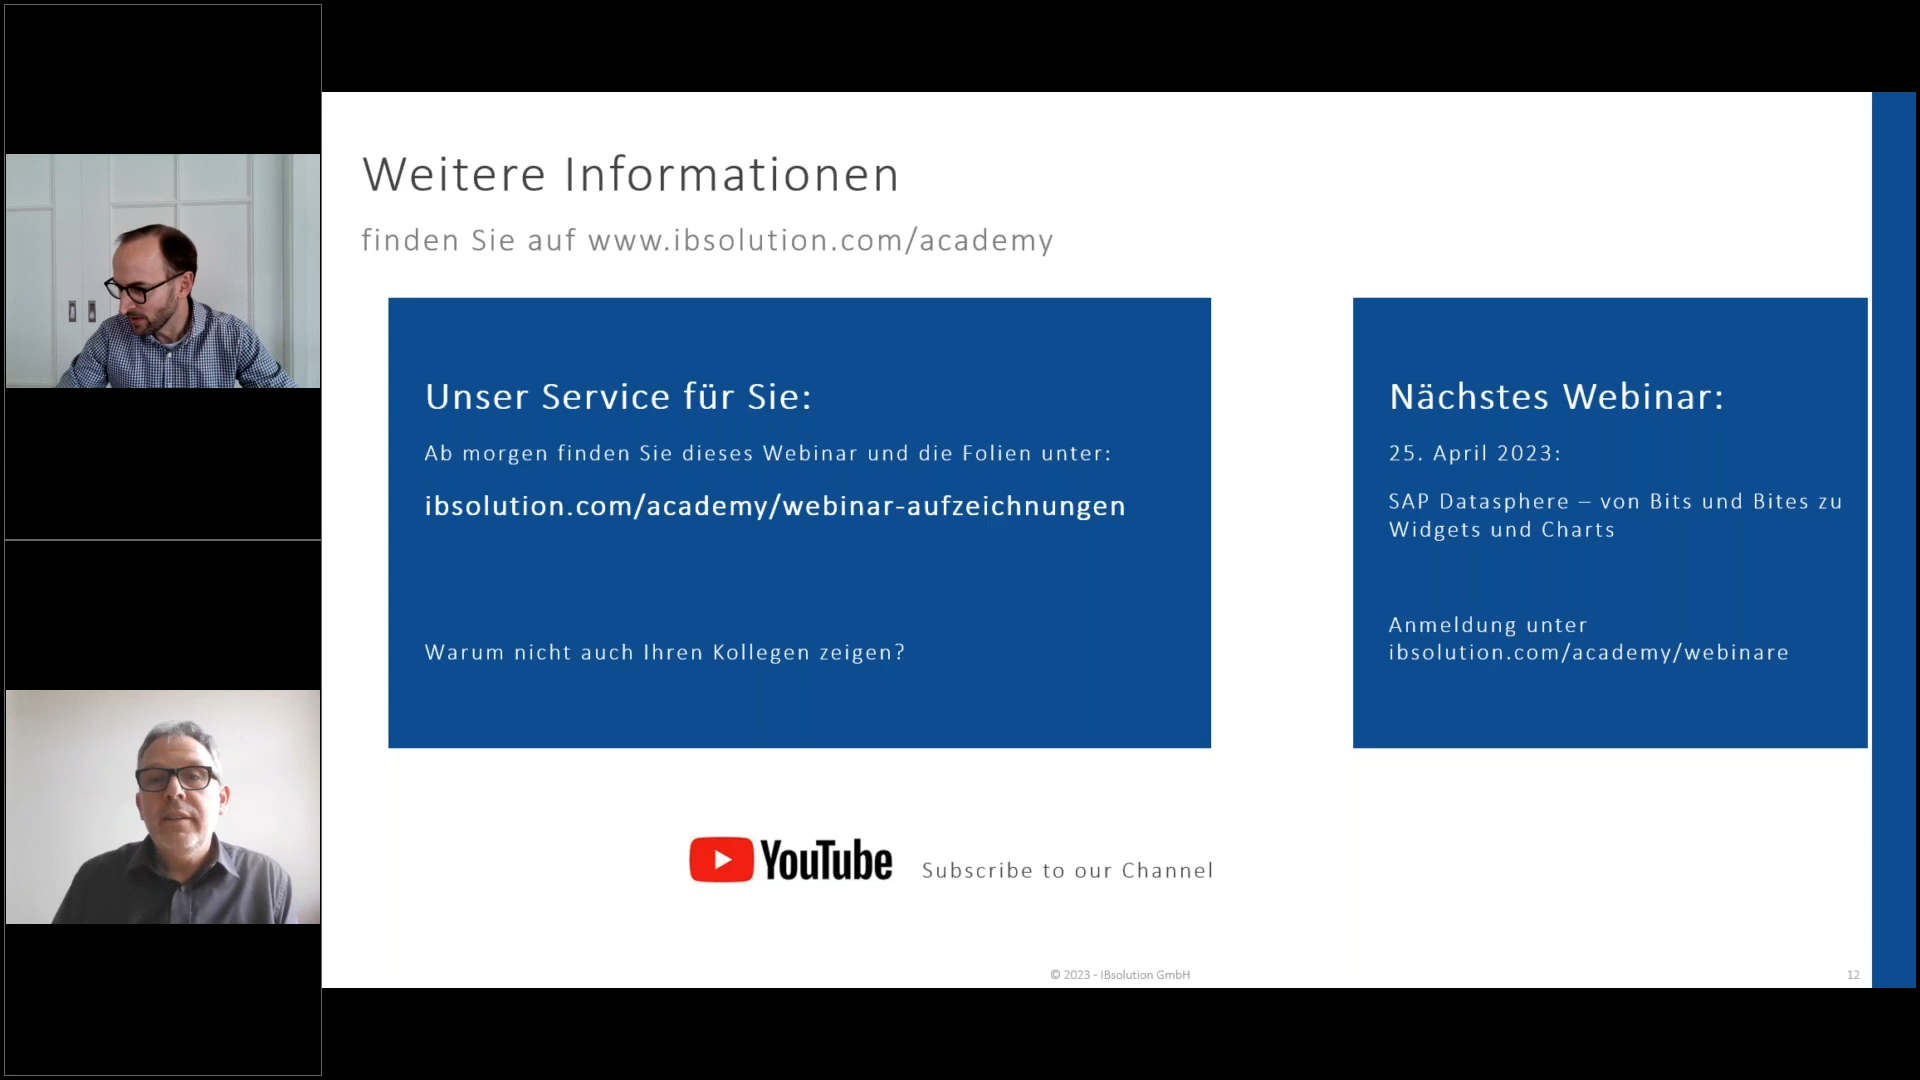 Weitere Informationen
finden Sie auf www.ibsolution.com/academy
Unser Service für Sie:
Ab morgen finden Sie dieses Webinar und die Folien unter:
ibsolution.com/academy/webinar-aufzeichnungen
Warum nicht auch Ihren Kollegen zeigen?
Nächstes Webinar:
25. April 2023:
SAP Datasphere – von Bits und Bites zu
Widgets und Charts
Anmeldung unter
ibsolution.com/academy/webinare
YouTube
Subscribe to our Channel
© 2023 - IBsolution GmbH
12